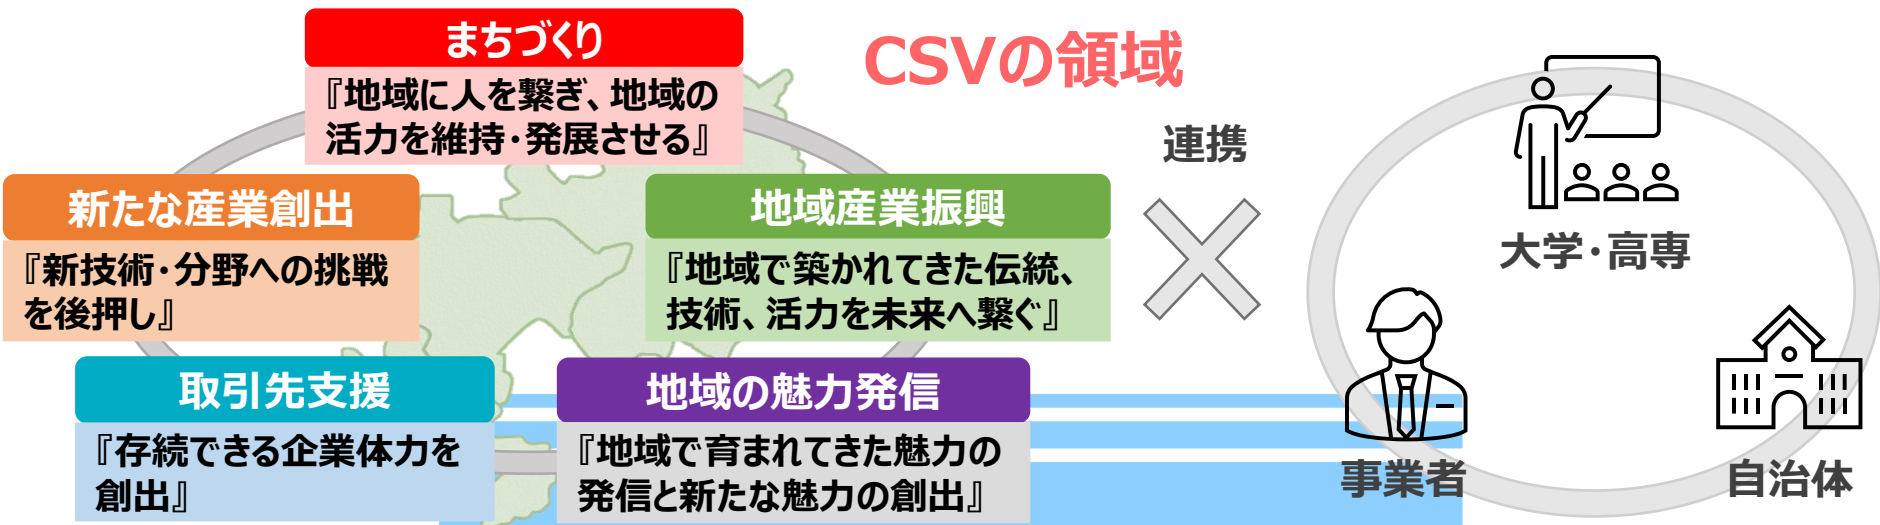 まちづくり
『地域に人を繋ぎ、地域の
活力を維持・発展させる』
CSVの領域
新たな産業創出
『新技術・分野への挑戦
を後押し』
地域産業振興
『地域で築かれてきた伝統、
技術、活力を未来へ繋ぐ』
取引先支援
『存続できる企業体力を
創出』
地域の魅力発信
『地域で育まれてきた魅力の
発信と新たな魅力の創出』
連携
大学・高専
事業者
自治体